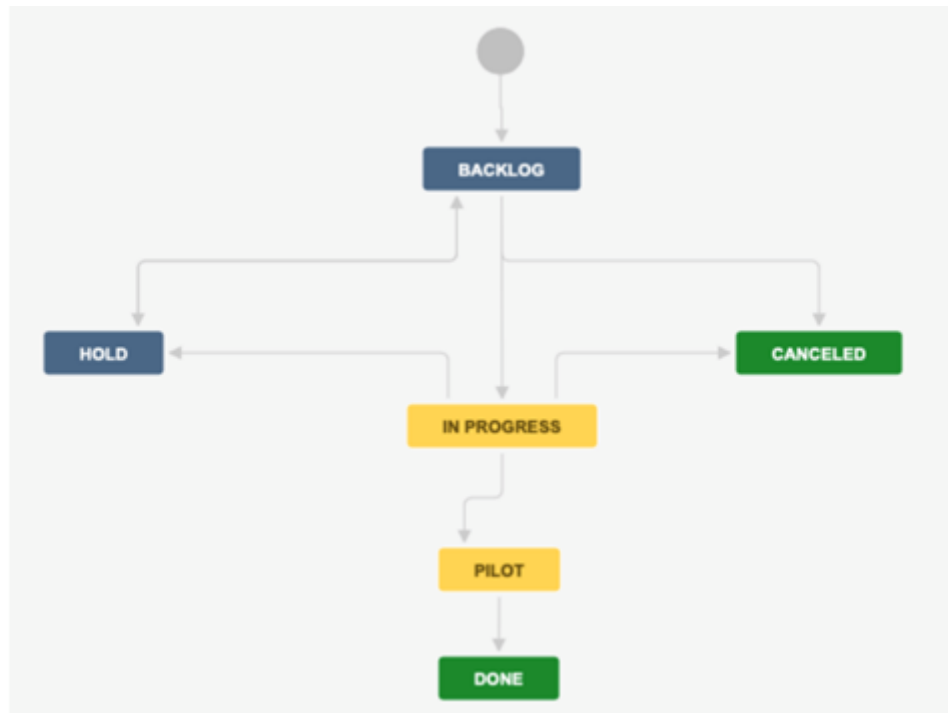 BACKLOG
HOLD
CANCELED
IN PROGRESS
PILOT
DONE